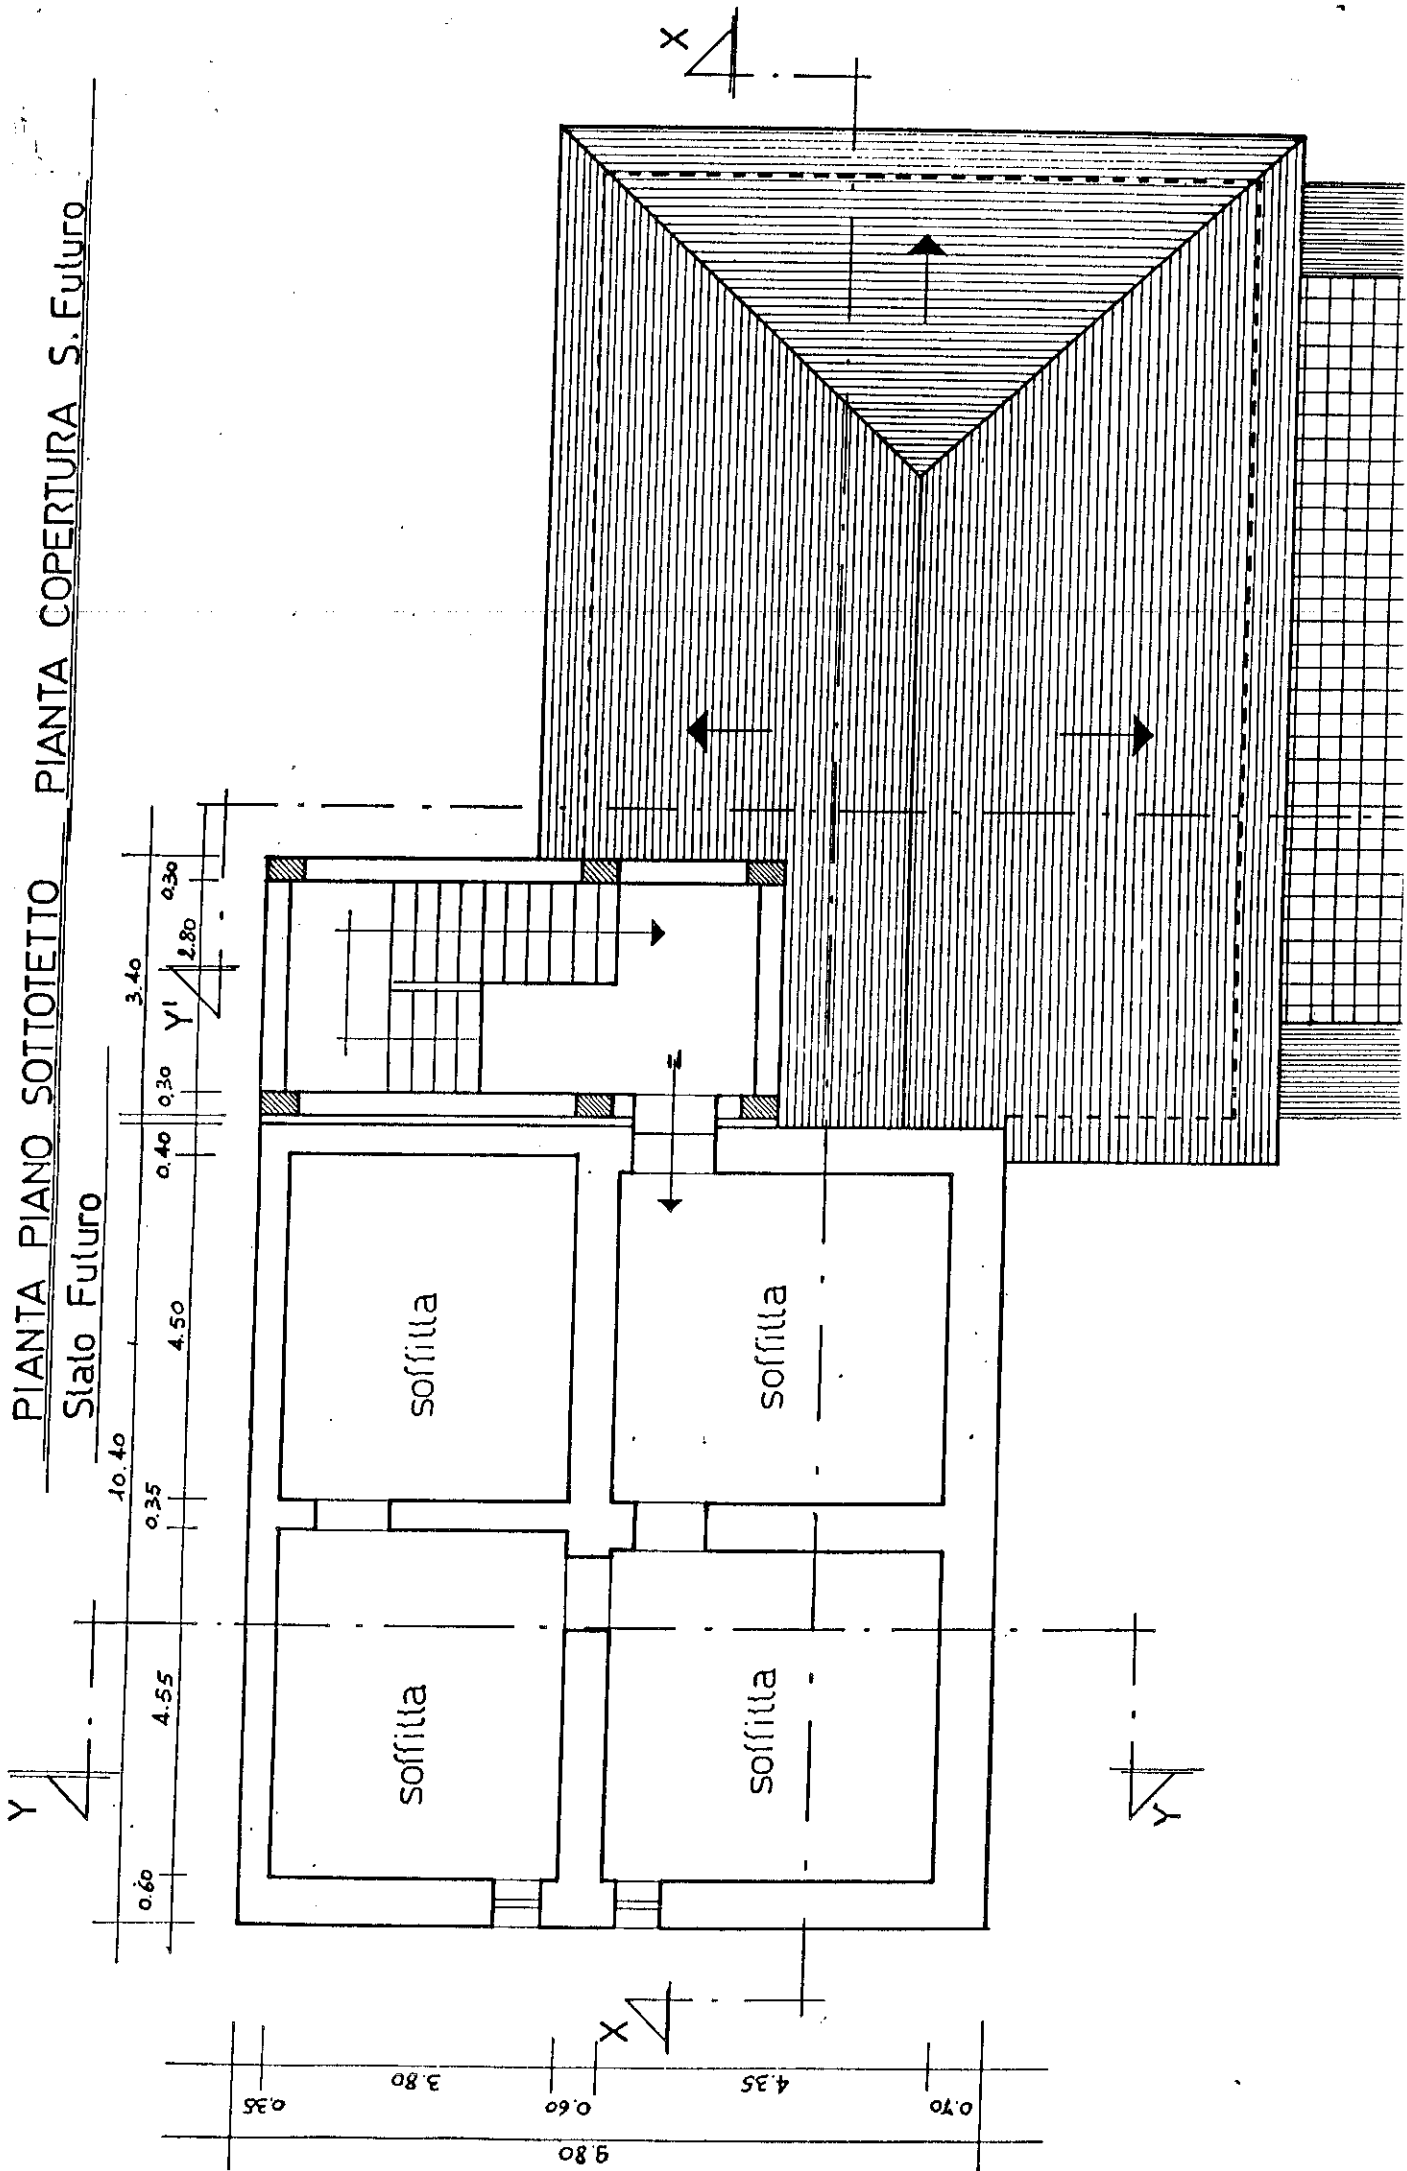 PIANTA PIANO SOTTOTETTO PIANTA COPERTURA S. Futuro
Stato Futuro
10.40
3.40
0.60
4.55
0.35
4.50
0.40
0.30
2.80
0.30
Y
Y'
X
soffitta
soffitta
soffitta
soffitta
X
Y'
0.35
3.80
0.60
4.35
0.70
9.80